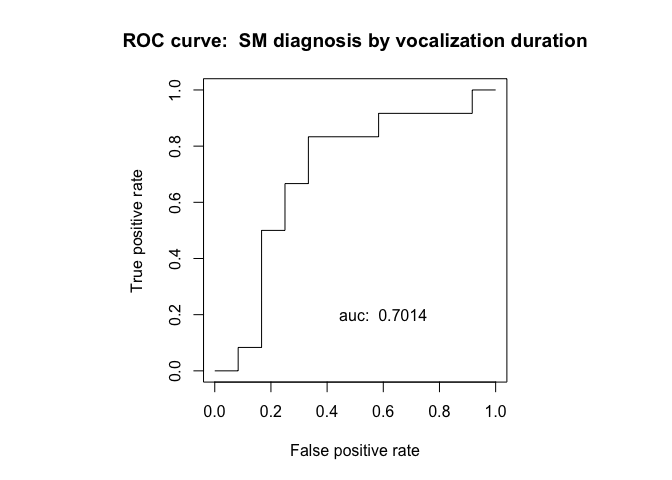 ROC curve:  SM diagnosis by vocalization duration
1.0
0.8
0.6
0.4
0.2
0.0
True positive rate
auc:  0.7014
0.0 0.2 0.4 0.6 0.8 1.0
False positive rate